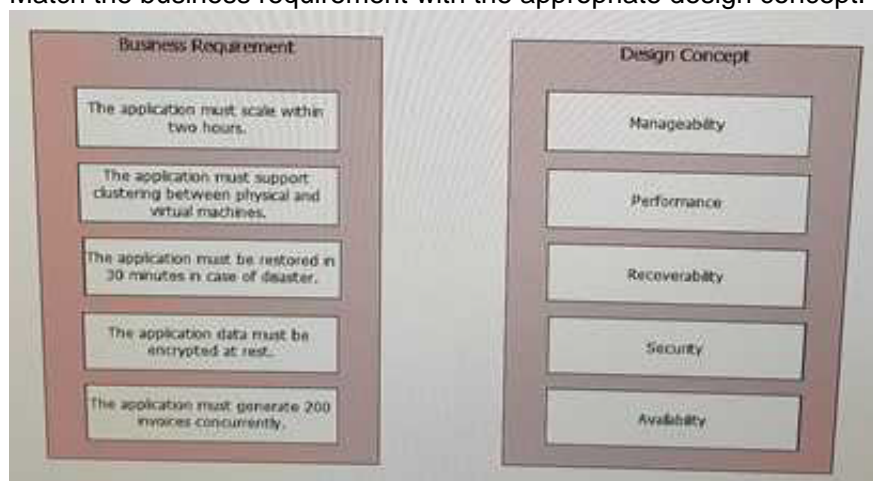 Match the business requirement with the appropriate design concept.
Business Requirement
The application must scale within
two hours.
The application must support
clustering between physical and
virtual machines.
The application must be restored in
30 minutes in case of disaster.
The application data must be
encrypted at rest.
The application must generate 200
invoices concurrently.
Design Concept
Manageability
Performance
Recoverability
Security
Availability